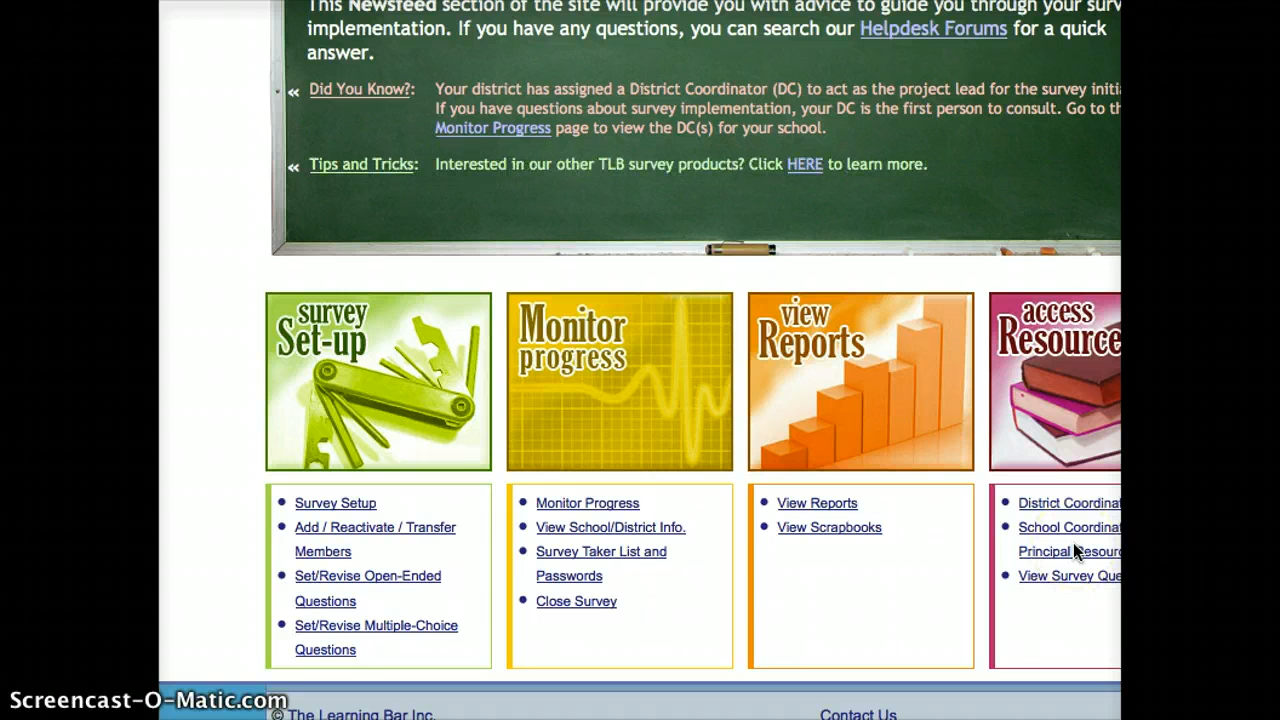 This Newsfeed section of the site will provide you with advice to guide you through your surv
implementation. If you have any questions, you can search our Helpdesk Forums for a quick
answer.
« Did You Know?: Your district has assigned a District Coordinator (DC) to act as the project lead for the survey initia
If you have questions about survey implementation, your DC is the first person to consult. Go to th
Monitor Progress page to view the DC(s) for your school.
« Tips and Tricks: Interested in our other TLB survey products? Click HERE to learn more.
survey
Set-up
Monitor
progress
view
Reports
access
Resource
• Survey Setup
• Add / Reactivate / Transfer
Members
• Set/Revise Open-Ended
Questions
• Set/Revise Multiple-Choice
Questions
• Monitor Progress
• View School/District Info.
• Survey Taker List and
Passwords
• Close Survey
• View Reports
• View Scrapbooks
• District Coordinat
• School Coordinat
Principal Resourc
• View Survey Que
Screencast-O-Matic.com
© The Learning Bar Inc.
Contact Us